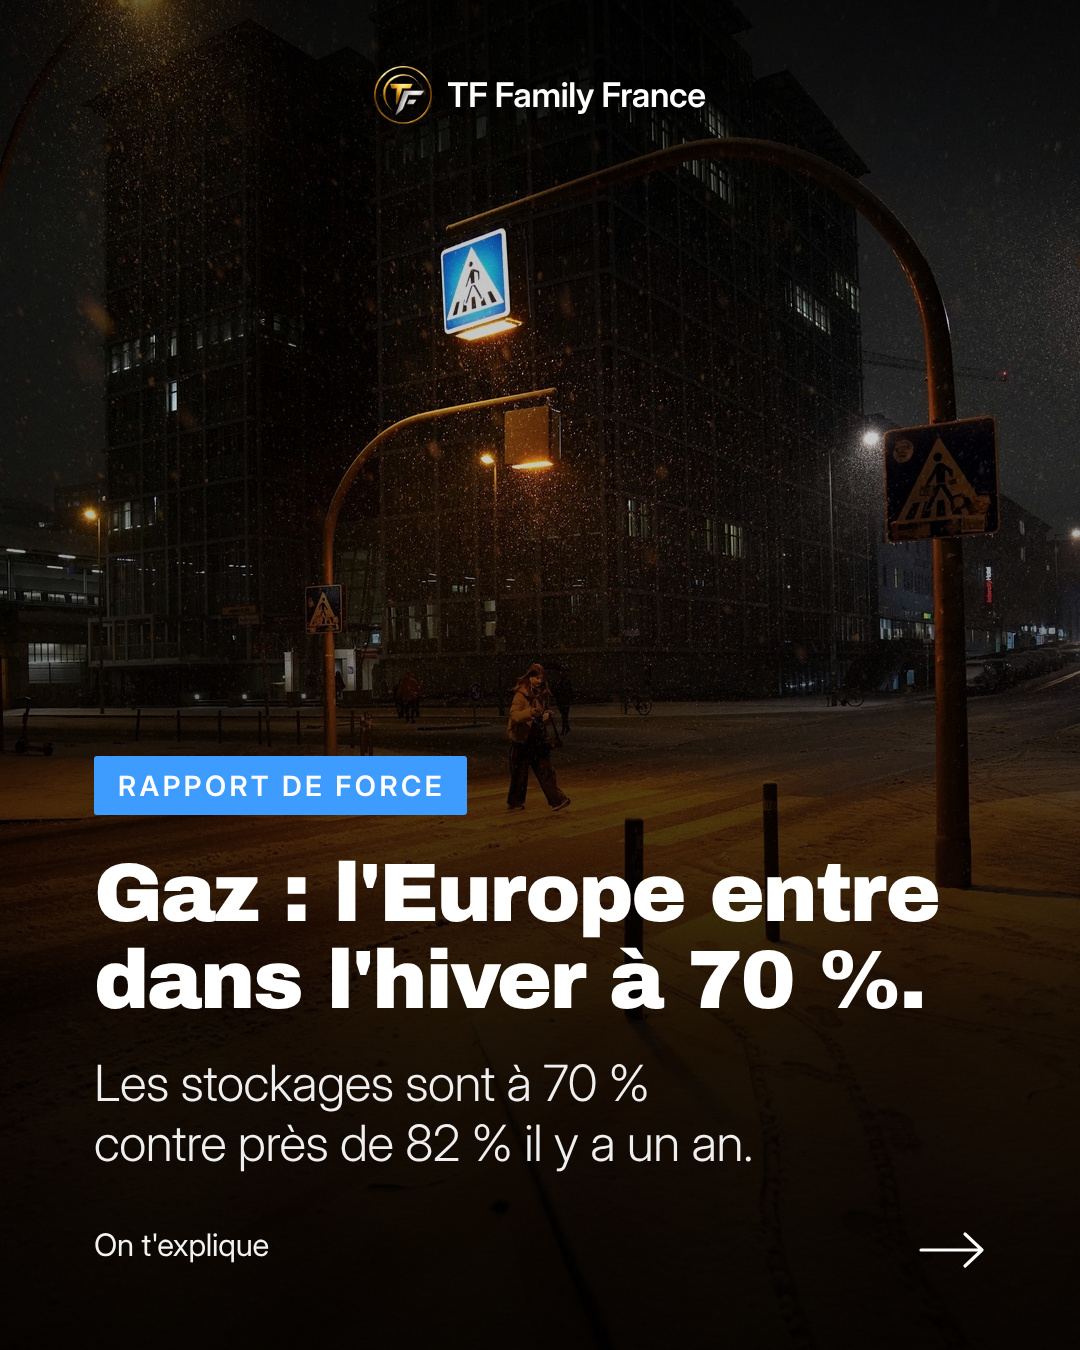 TF Family France
RAPPORT DE FORCE
Gaz : l'Europe entre
dans l'hiver à 70 %.
Les stockages sont à 70 %
contre près de 82 % il y a un an.
On t'explique